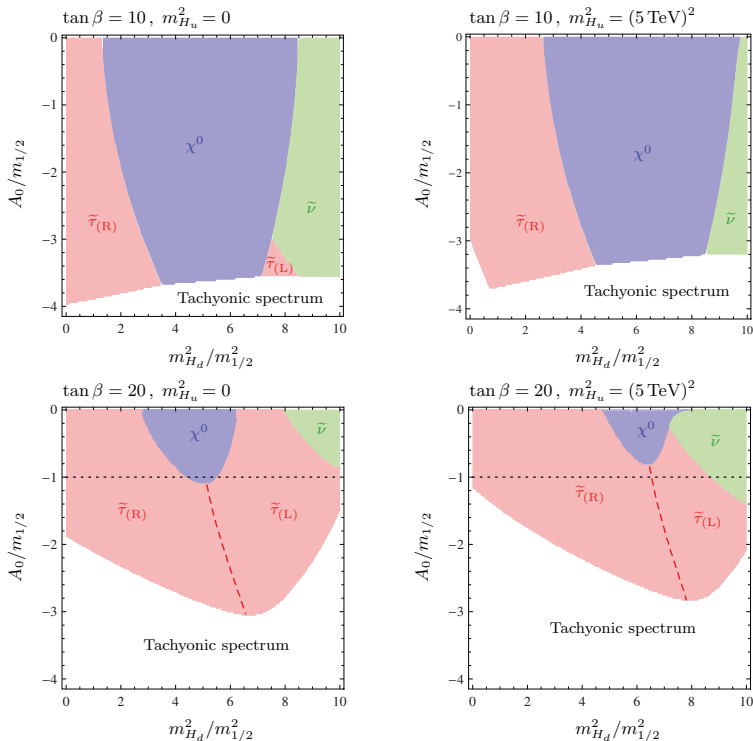 tan β = 10 , m²_{H_u} = 0
0
−1
−2
−3
−4
A₀/m_{1/2}
χ⁰
τ̃_{(R)}
ν̃
τ̃_{(L)}
Tachyonic spectrum
0 2 4 6 8 10
m²_{H_d}/m²_{1/2}
tan β = 10 , m²_{H_u} = (5 TeV)²
0
−1
−2
−3
−4
A₀/m_{1/2}
χ⁰
τ̃_{(R)}
ν̃
Tachyonic spectrum
0 2 4 6 8 10
m²_{H_d}/m²_{1/2}
tan β = 20 , m²_{H_u} = 0
0
−1
−2
−3
−4
A₀/m_{1/2}
χ⁰
ν̃
τ̃_{(R)}
τ̃_{(L)}
Tachyonic spectrum
0 2 4 6 8 10
m²_{H_d}/m²_{1/2}
tan β = 20 , m²_{H_u} = (5 TeV)²
0
−1
−2
−3
−4
A₀/m_{1/2}
χ⁰
ν̃
τ̃_{(R)}
τ̃_{(L)}
Tachyonic spectrum
0 2 4 6 8 10
m²_{H_d}/m²_{1/2}